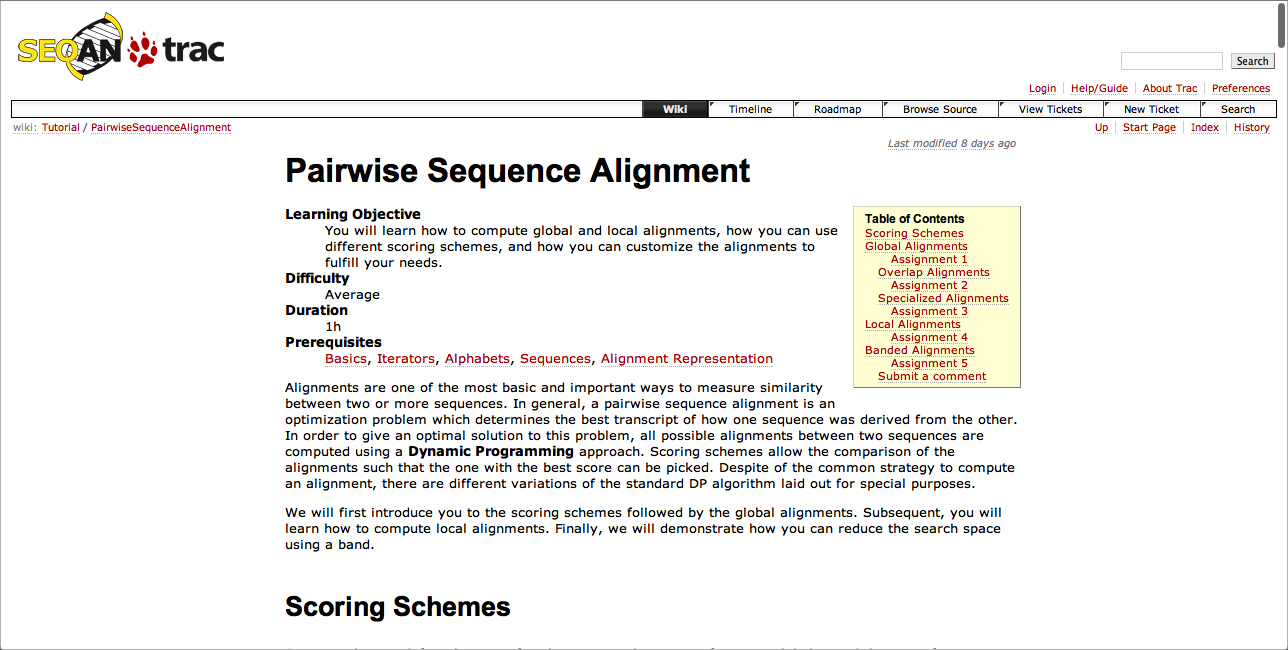 SEQAN trac
Search
Login Help/Guide About Trac Preferences
Wiki Timeline Roadmap Browse Source View Tickets New Ticket Search
wiki: Tutorial / PairwiseSequenceAlignment
Up Start Page Index History
Last modified 8 days ago
Pairwise Sequence Alignment
Learning Objective
You will learn how to compute global and local alignments, how you can use
different scoring schemes, and how you can customize the alignments to
fulfill your needs.
Difficulty
Average
Duration
1h
Prerequisites
Basics, Iterators, Alphabets, Sequences, Alignment Representation
Table of Contents
Scoring Schemes
Global Alignments
Assignment 1
Overlap Alignments
Assignment 2
Specialized Alignments
Assignment 3
Local Alignments
Assignment 4
Banded Alignments
Assignment 5
Submit a comment
Alignments are one of the most basic and important ways to measure similarity
between two or more sequences. In general, a pairwise sequence alignment is an
optimization problem which determines the best transcript of how one sequence was derived from the other.
In order to give an optimal solution to this problem, all possible alignments between two sequences are
computed using a Dynamic Programming approach. Scoring schemes allow the comparison of the
alignments such that the one with the best score can be picked. Despite of the common strategy to compute
an alignment, there are different variations of the standard DP algorithm laid out for special purposes.
We will first introduce you to the scoring schemes followed by the global alignments. Subsequent, you will
learn how to compute local alignments. Finally, we will demonstrate how you can reduce the search space
using a band.
Scoring Schemes